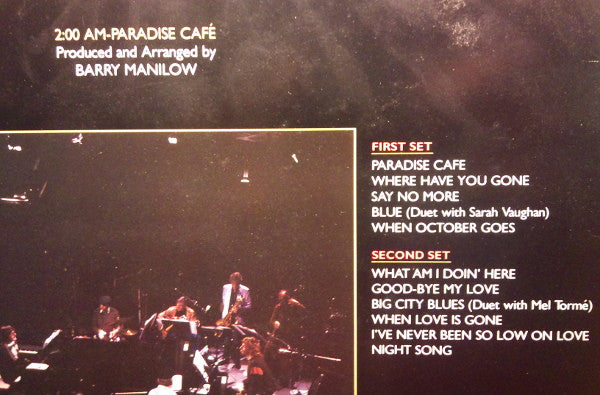 2:00 AM-PARADISE CAFÉ
Produced and Arranged by
BARRY MANILOW
FIRST SET
PARADISE CAFE
WHERE HAVE YOU GONE
SAY NO MORE
BLUE (Duet with Sarah Vaughan)
WHEN OCTOBER GOES
SECOND SET
WHAT AM I DOIN' HERE
GOOD-BYE MY LOVE
BIG CITY BLUES (Duet with Mel Tormé)
WHEN LOVE IS GONE
I'VE NEVER BEEN SO LOW ON LOVE
NIGHT SONG